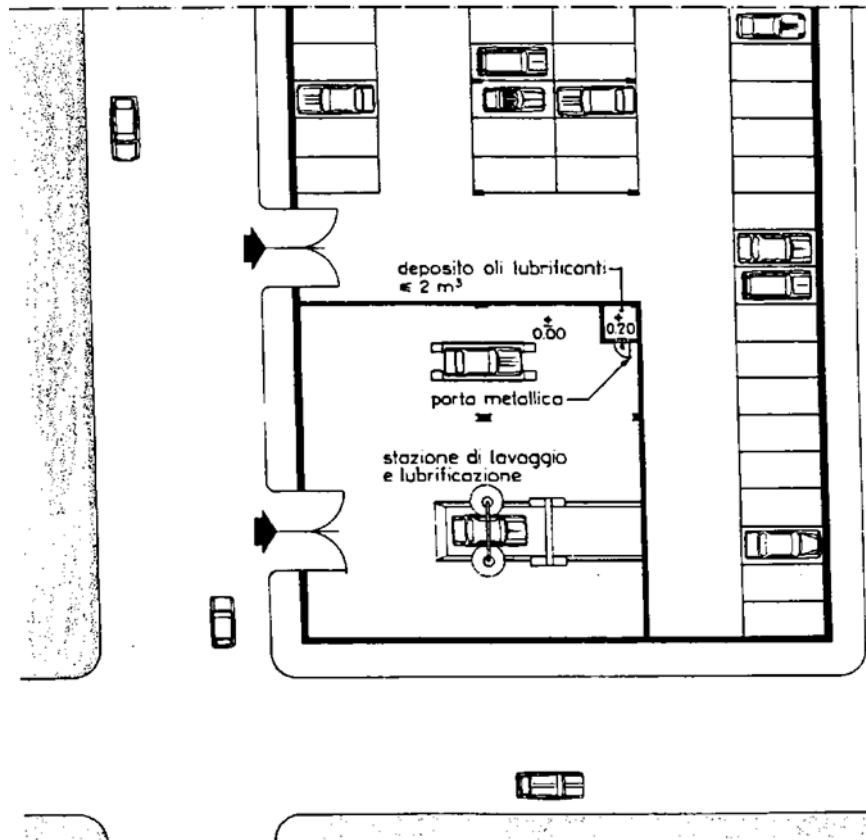 deposito oli lubrificanti
≤ 2 m³
±
0.00
+
0.20
porta metallica
stazione di lavaggio
e lubrificazione